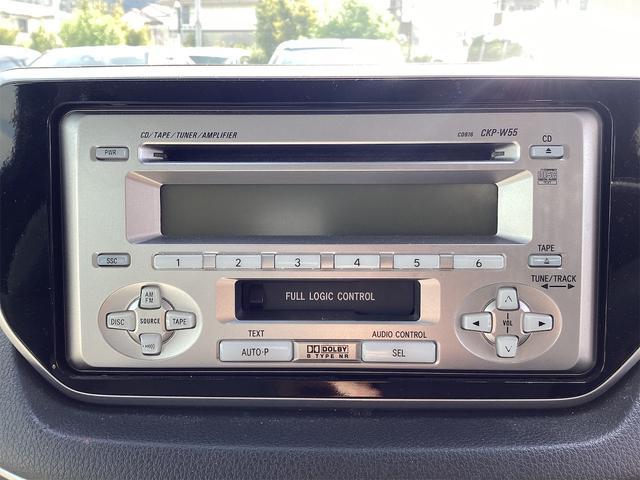 CD/TAPE/TUNER/AMPLIFIER CD876 CKP-W55
CD
PWR
SSC
1 2 3 4 5 6
TAPE
TUNE/TRACK
FULL LOGIC CONTROL
AM
FM
DISC SOURCE TAPE
VOL
TEXT
AUTO·P
DOLBY
B TYPE NR
AUDIO CONTROL
SEL